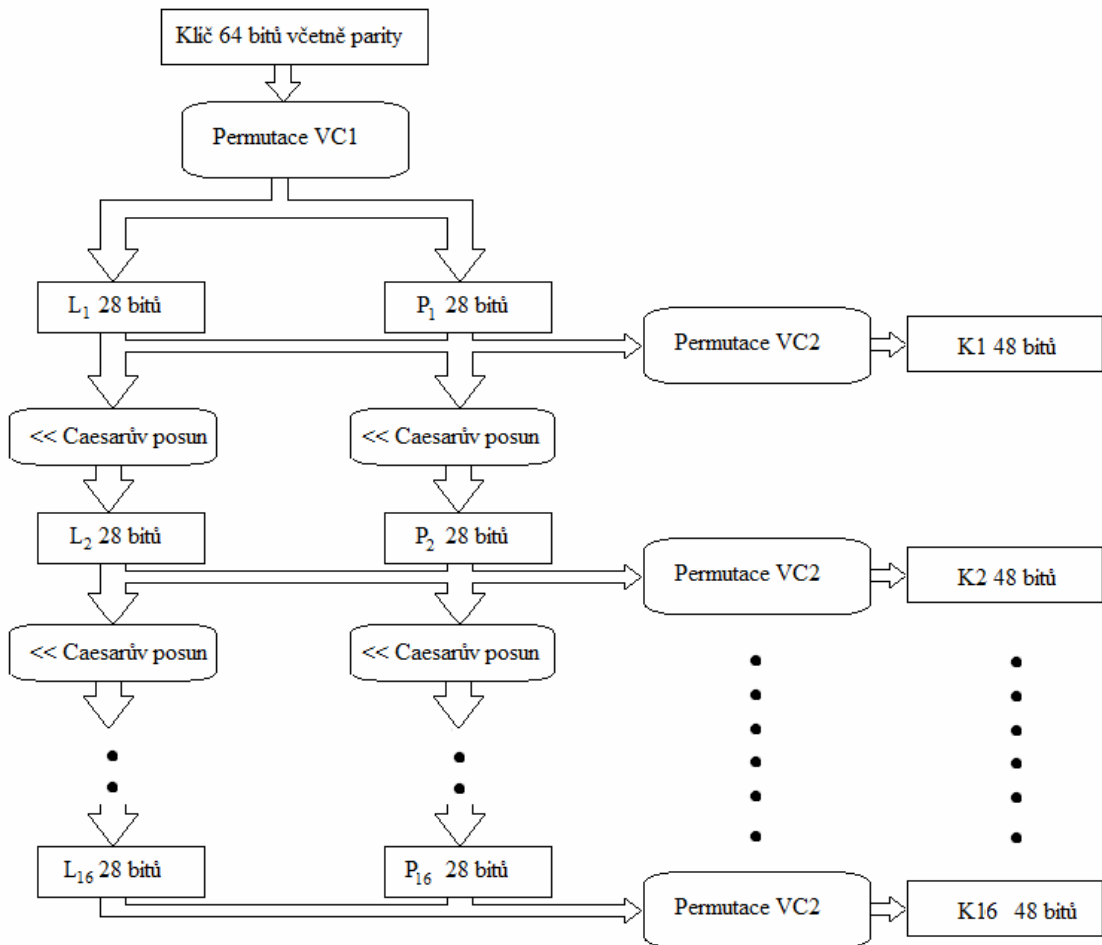 Klíč 64 bitů včetně parity
Permutace VC1
L1 28 bitů
P1 28 bitů
Permutace VC2
K1 48 bitů
<< Caesarův posun
<< Caesarův posun
L2 28 bitů
P2 28 bitů
Permutace VC2
K2 48 bitů
<< Caesarův posun
<< Caesarův posun
L16 28 bitů
P16 28 bitů
Permutace VC2
K16 48 bitů